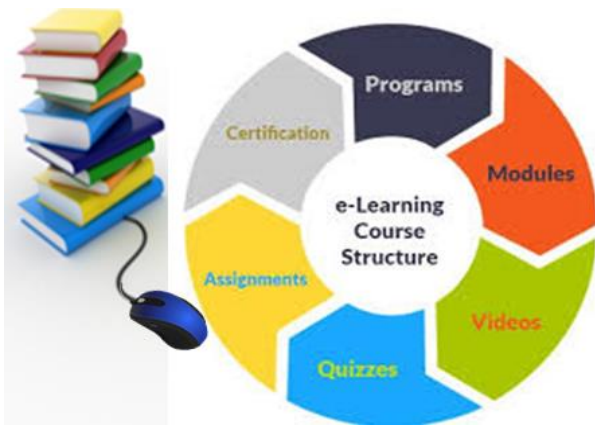 Programs
Modules
Videos
Quizzes
Assignments
Certification
e-Learning
Course
Structure